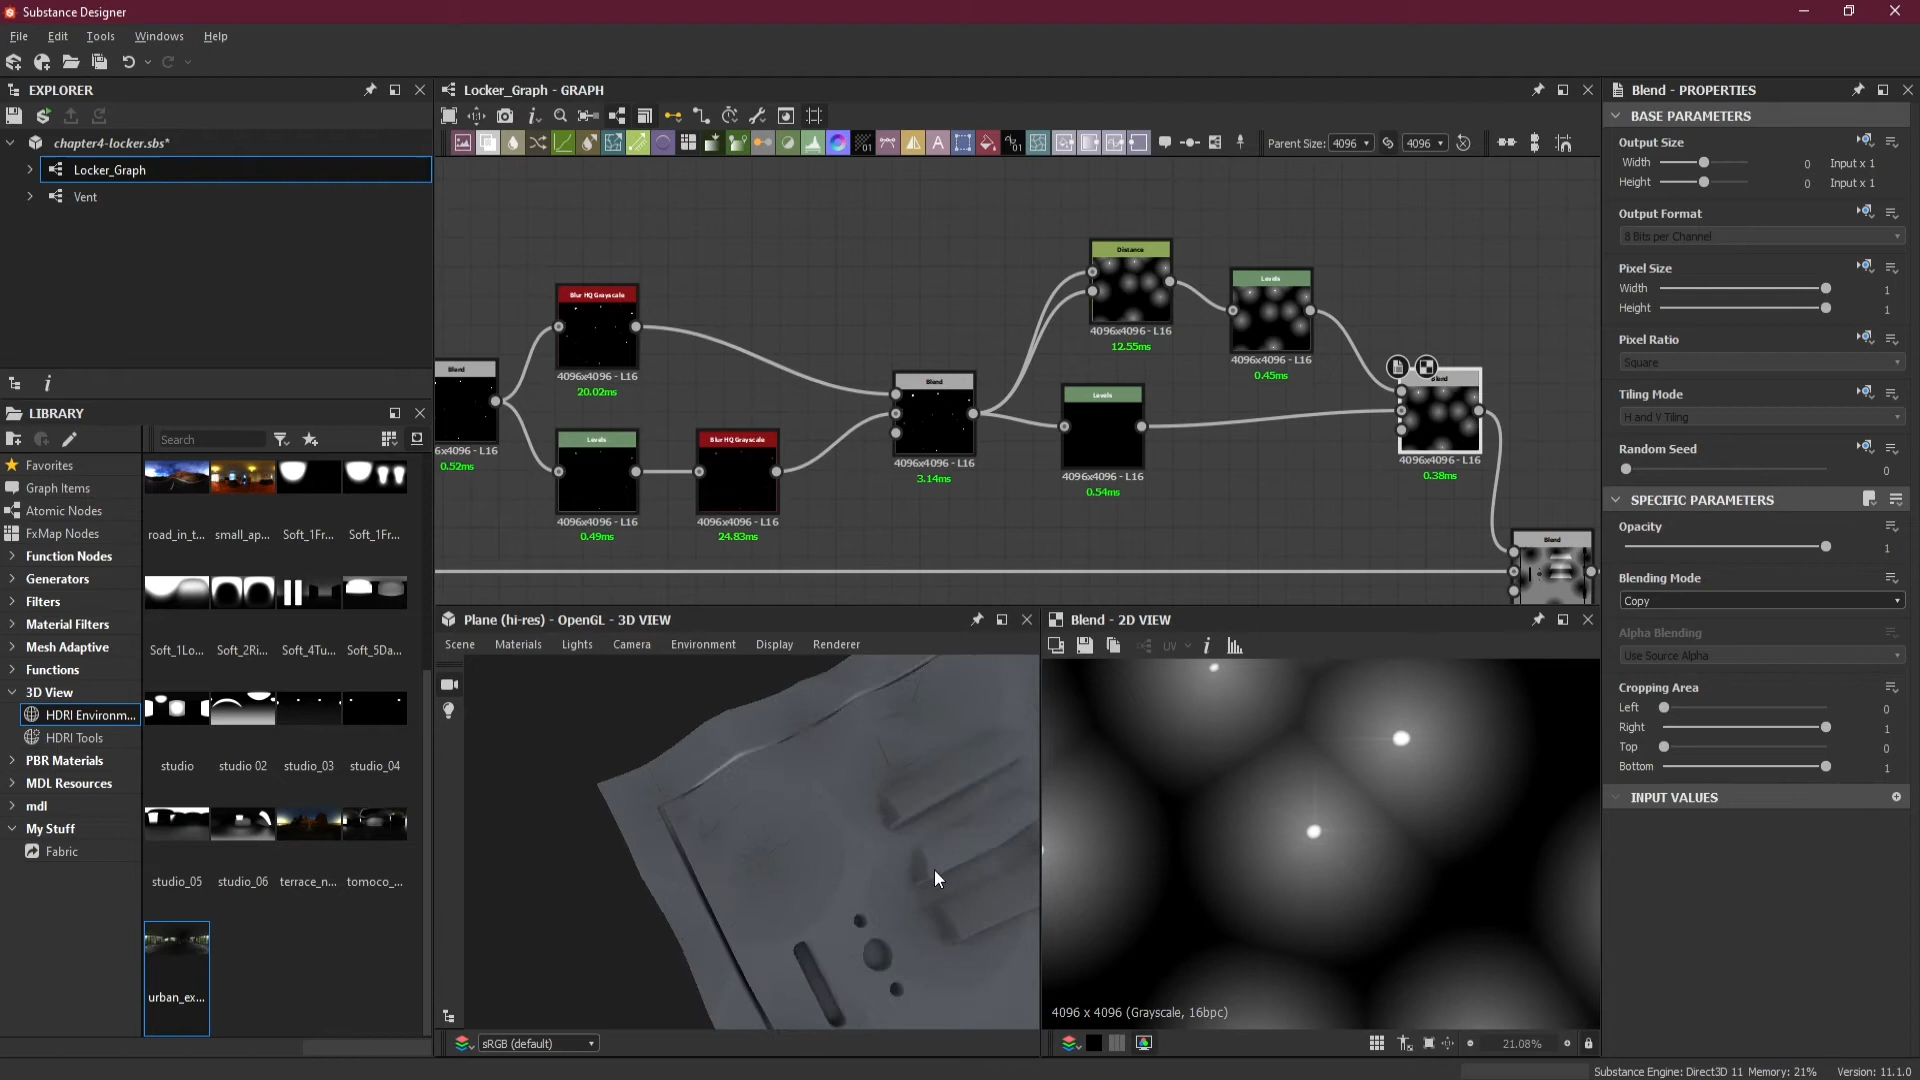 Substance Designer
File Edit Tools Windows Help
EXPLORER
chapter4-locker.sbs*
Locker_Graph
Vent
LIBRARY
Search
Favorites
Graph Items
Atomic Nodes
FxMap Nodes
Function Nodes
Generators
Filters
Material Filters
Mesh Adaptive
Functions
3D View
HDRI Environm...
HDRI Tools
PBR Materials
MDL Resources
mdl
My Stuff
Fabric
road_in_t... small_ap... Soft_1Fr... Soft_1Fr...
Soft_1Lo... Soft_2Ri... Soft_4Tu... Soft_5Da...
studio studio 02 studio_03 studio_04
studio_05 studio_06 terrace_n... tomoco_...
urban_ex...
Locker_Graph - GRAPH
Parent Size: 4096 4096
Blend
6x4096 - L16
0.52ms
Blur HQ Grayscale
4096x4096 - L16
20.02ms
Levels
4096x4096 - L16
0.49ms
Blur HQ Grayscale
4096x4096 - L16
24.83ms
Blend
4096x4096 - L16
3.14ms
Distance
4096x4096 - L16
12.55ms
Levels
4096x4096 - L16
0.54ms
Levels
4096x4096 - L16
0.45ms
4096x4096 - L16
0.38ms
Blend
Plane (hi-res) - OpenGL - 3D VIEW
Scene Materials Lights Camera Environment Display Renderer
sRGB (default)
Blend - 2D VIEW
UV
4096 x 4096 (Grayscale, 16bpc)
21.08%
Blend - PROPERTIES
BASE PARAMETERS
Output Size
Width 0 Input x 1
Height 0 Input x 1
Output Format
8 Bits per Channel
Pixel Size
Width 1
Height 1
Pixel Ratio
Square
Tiling Mode
H and V Tiling
Random Seed
0
SPECIFIC PARAMETERS
Opacity
1
Blending Mode
Copy
Alpha Blending
Use Source Alpha
Cropping Area
Left 0
Right 1
Top 0
Bottom 1
INPUT VALUES
Substance Engine: Direct3D 11 Memory: 21% Version: 11.1.0